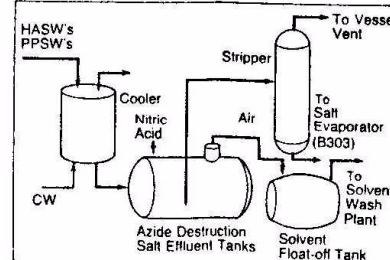 HASW's
PPSW's
Cooler
Nitric
Acid
Stripper
To Vessel
Vent
Air
To
Salt
Evaporator
(B303)
To
Solvent
Wash
Plant
CW
Azide Destruction
Salt Effluent Tanks
Solvent
Float-off Tank